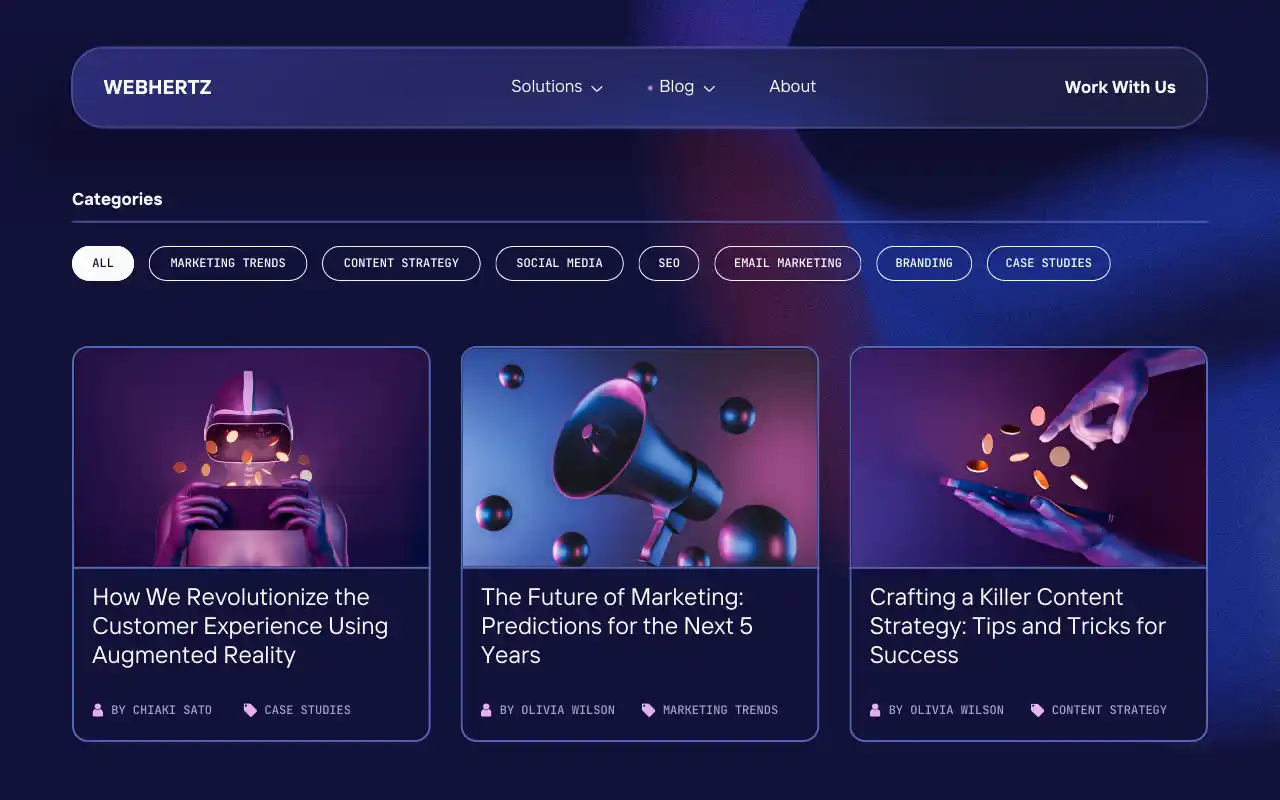 WEBHERTZ
Solutions
Blog
About
Work With Us
Categories
ALL
MARKETING TRENDS
CONTENT STRATEGY
SOCIAL MEDIA
SEO
EMAIL MARKETING
BRANDING
CASE STUDIES
How We Revolutionize the
Customer Experience Using
Augmented Reality
BY CHIAKI SATO
CASE STUDIES
The Future of Marketing:
Predictions for the Next 5
Years
BY OLIVIA WILSON
MARKETING TRENDS
Crafting a Killer Content
Strategy: Tips and Tricks for
Success
BY OLIVIA WILSON
CONTENT STRATEGY